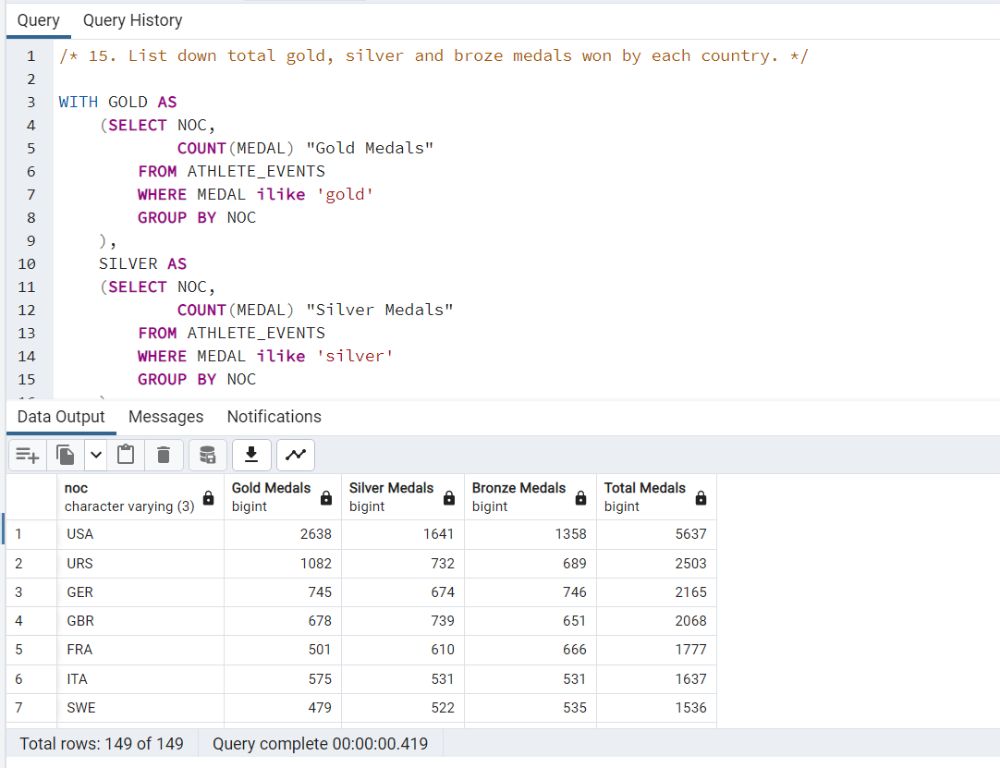 Query Query History
1 /* 15. List down total gold, silver and broze medals won by each country. */
2
3 WITH GOLD AS
4 (SELECT NOC,
5 COUNT(MEDAL) "Gold Medals"
6 FROM ATHLETE_EVENTS
7 WHERE MEDAL ilike 'gold'
8 GROUP BY NOC
9 ),
10 SILVER AS
11 (SELECT NOC,
12 COUNT(MEDAL) "Silver Medals"
13 FROM ATHLETE_EVENTS
14 WHERE MEDAL ilike 'silver'
15 GROUP BY NOC
Data Output Messages Notifications
noc Gold Medals Silver Medals Bronze Medals Total Medals
character varying (3) bigint bigint bigint bigint
1 USA 2638 1641 1358 5637
2 URS 1082 732 689 2503
3 GER 745 674 746 2165
4 GBR 678 739 651 2068
5 FRA 501 610 666 1777
6 ITA 575 531 531 1637
7 SWE 479 522 535 1536
Total rows: 149 of 149 Query complete 00:00:00.419